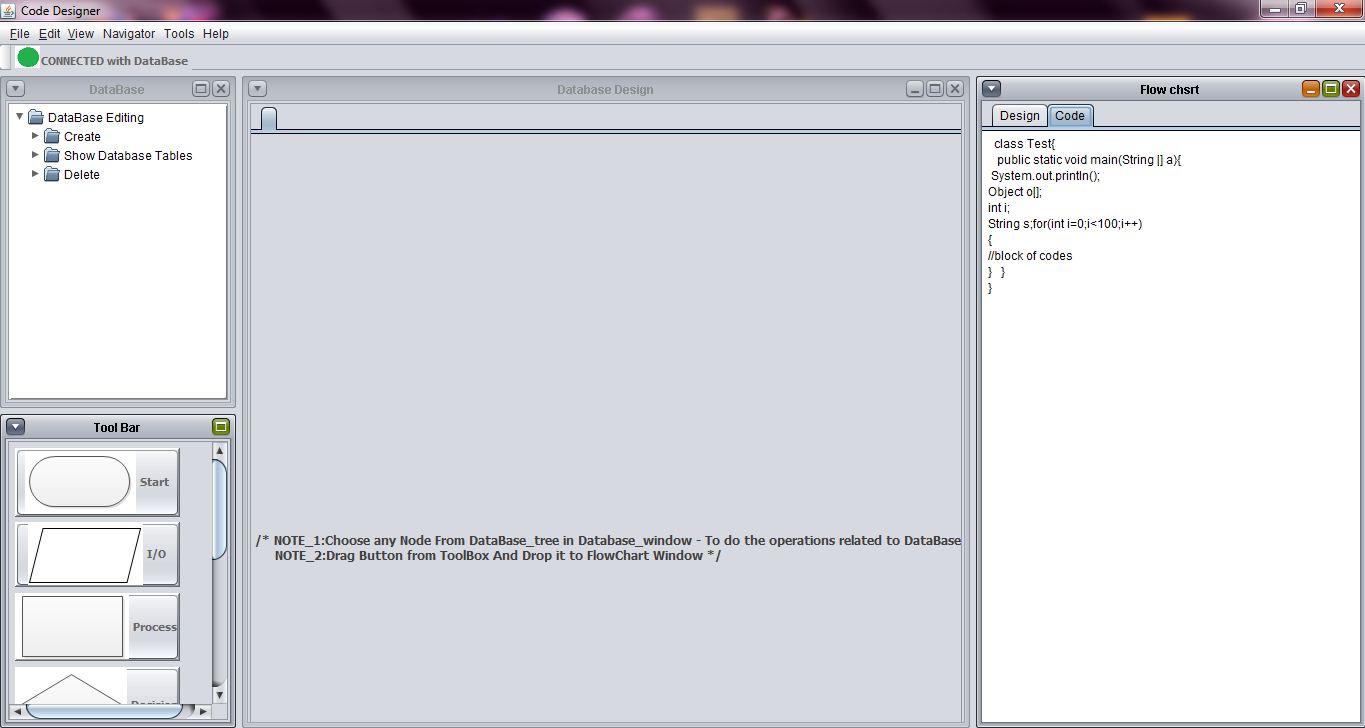 Code Designer
File Edit View Navigator Tools Help
CONNECTED with DataBase
DataBase
DataBase Editing
Create
Show Database Tables
Delete
Tool Bar
Start
I/O
Process
Database Design
/* NOTE_1:Choose any Node From DataBase_tree in Database_window - To do the operations related to DataBase
NOTE_2:Drag Button from ToolBox And Drop it to FlowChart Window */
Flow chsrt
Design Code
class Test{
public static void main(String [] a){
System.out.println();
Object o[];
int i;
String s;for(int i=0;i<100;i++)
{
//block of codes
} }
}